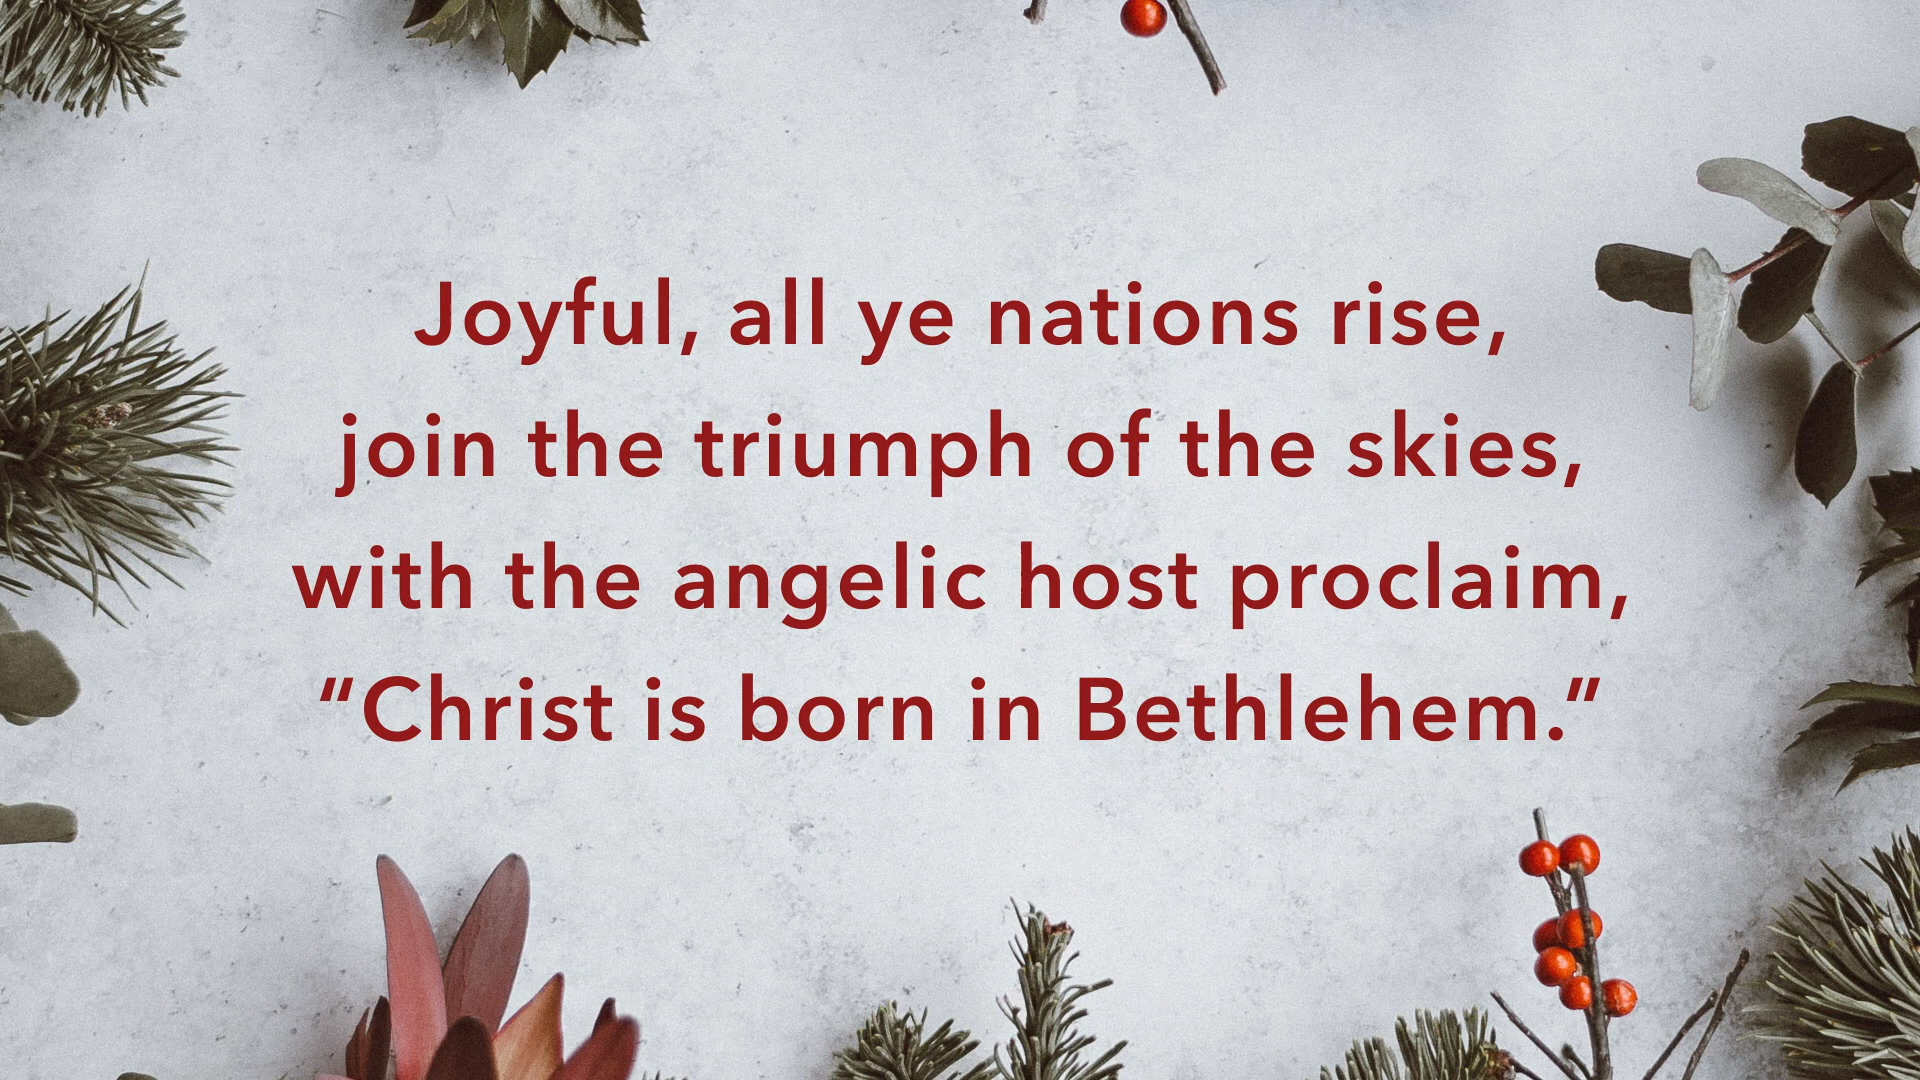 Joyful, all ye nations rise,
join the triumph of the skies,
with the angelic host proclaim,
“Christ is born in Bethlehem.”